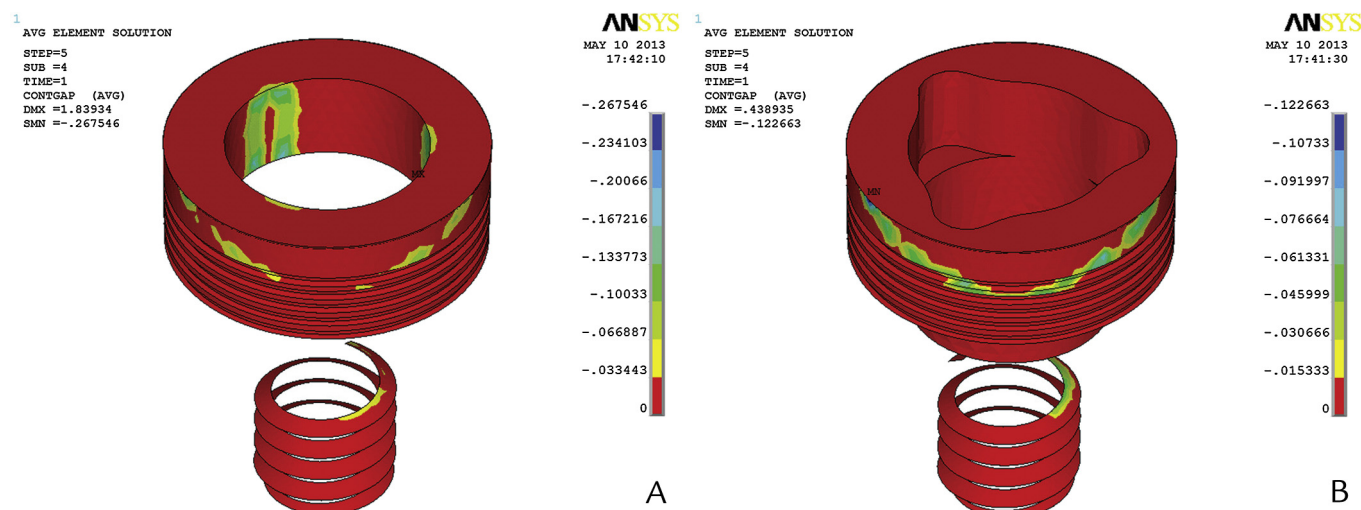 1
AVG ELEMENT SOLUTION
STEP=5
SUB =4
TIME=1
CONTGAP (AVG)
DMX =1.83934
SMN =-.267546
ANSYS
MAY 10 2013
17:42:10
-.267546
-.234103
-.20066
-.167216
-.133773
-.10033
-.066887
-.033443
0
MX
A
1
AVG ELEMENT SOLUTION
STEP=5
SUB =4
TIME=1
CONTGAP (AVG)
DMX =.438935
SMN =-.122663
ANSYS
MAY 10 2013
17:41:30
-.122663
-.10733
-.091997
-.076664
-.061331
-.045999
-.030666
-.015333
0
MN
B